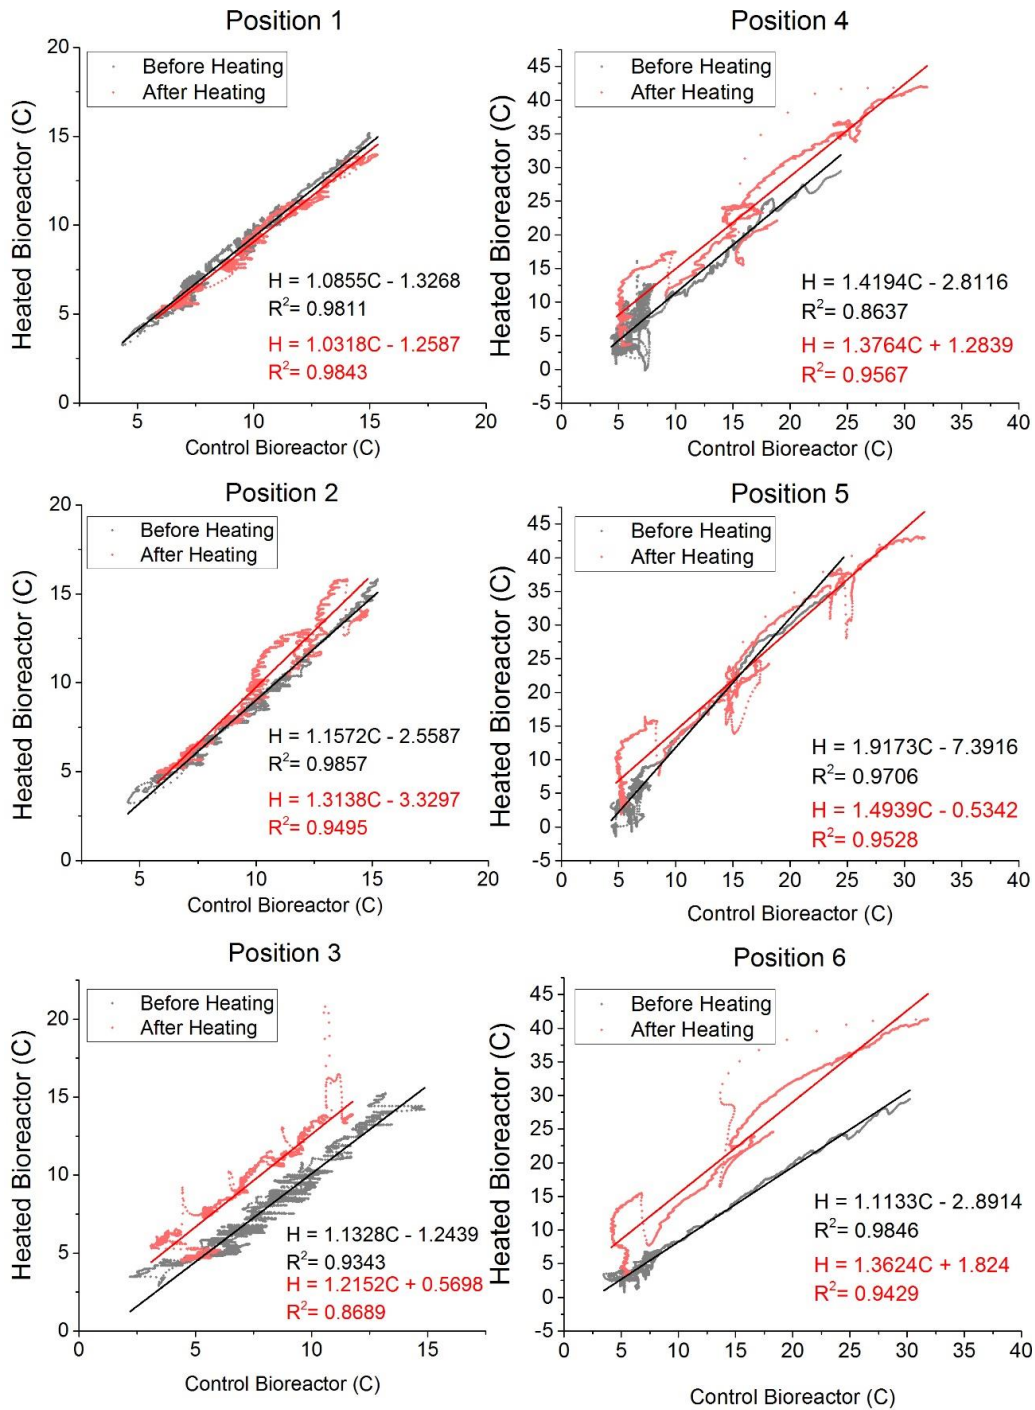 Position 1
Heated Bioreactor (C)
20
15
10
5
0
Before Heating
After Heating
H = 1.0855C - 1.3268
R2= 0.9811
H = 1.0318C - 1.2587
R2= 0.9843
5 10 15 20
Control Bioreactor (C)
Position 4
Heated Bioreactor (C)
45
40
35
30
25
20
15
10
5
0
-5
Before Heating
After Heating
H = 1.4194C - 2.8116
R2= 0.8637
H = 1.3764C + 1.2839
R2= 0.9567
0 5 10 15 20 25 30 35 40
Control Bioreactor (C)
Position 2
Heated Bioreactor (C)
20
15
10
5
0
Before Heating
After Heating
H = 1.1572C - 2.5587
R2= 0.9857
H = 1.3138C - 3.3297
R2= 0.9495
5 10 15 20
Control Bioreactor (C)
Position 5
Heated Bioreactor (C)
45
40
35
30
25
20
15
10
5
0
-5
Before Heating
After Heating
H = 1.9173C - 7.3916
R2= 0.9706
H = 1.4939C - 0.5342
R2= 0.9528
0 5 10 15 20 25 30 35 40
Control Bioreactor (C)
Position 3
Heated Bioreactor (C)
20
15
10
5
0
Before Heating
After Heating
H = 1.1328C - 1.2439
R2= 0.9343
H = 1.2152C + 0.5698
R2= 0.8689
0 5 10 15
Control Bioreactor (C)
Position 6
Heated Bioreactor (C)
45
40
35
30
25
20
15
10
5
0
-5
Before Heating
After Heating
H = 1.1133C - 2.8914
R2= 0.9846
H = 1.3624C + 1.824
R2= 0.9429
0 5 10 15 20 25 30 35 40
Control Bioreactor (C)